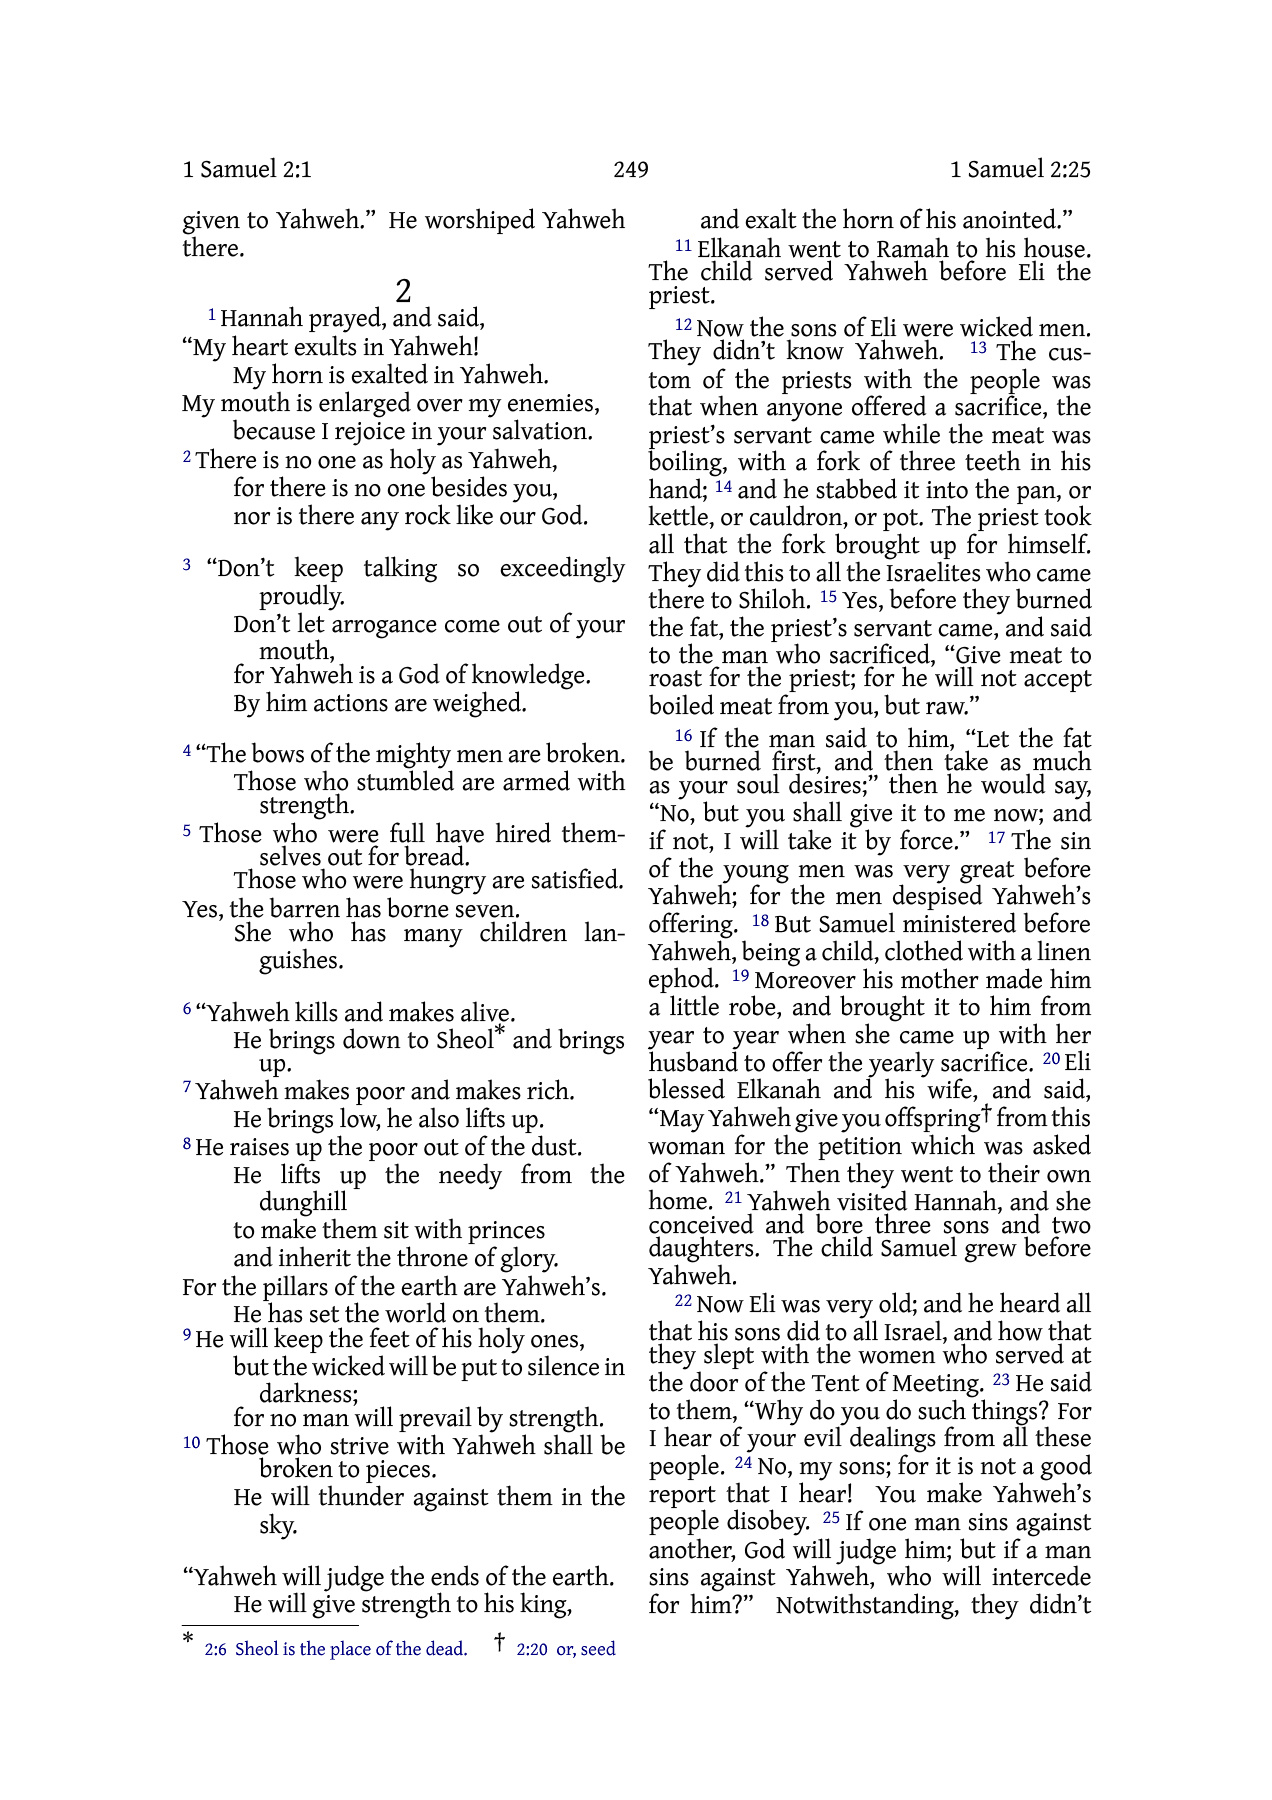 1 Samuel 2:1 249 1 Samuel 2:25
given to Yahweh.” He worshiped Yahweh
there.
2
1 Hannah prayed, and said,
“My heart exults in Yahweh!
My horn is exalted in Yahweh.
My mouth is enlarged over my enemies,
because I rejoice in your salvation.
2 There is no one as holy as Yahweh,
for there is no one besides you,
nor is there any rock like our God.
3 “Don’t keep talking so exceedingly
proudly.
Don’t let arrogance come out of your
mouth,
for Yahweh is a God of knowledge.
By him actions are weighed.
4 “The bows of the mighty men are broken.
Those who stumbled are armed with
strength.
5 Those who were full have hired them-
selves out for bread.
Those who were hungry are satisfied.
Yes, the barren has borne seven.
She who has many children lan-
guishes.
6 “Yahweh kills and makes alive.
He brings down to Sheol* and brings
up.
7 Yahweh makes poor and makes rich.
He brings low, he also lifts up.
8 He raises up the poor out of the dust.
He lifts up the needy from the
dunghill
to make them sit with princes
and inherit the throne of glory.
For the pillars of the earth are Yahweh’s.
He has set the world on them.
9 He will keep the feet of his holy ones,
but the wicked will be put to silence in
darkness;
for no man will prevail by strength.
10 Those who strive with Yahweh shall be
broken to pieces.
He will thunder against them in the
sky.
“Yahweh will judge the ends of the earth.
He will give strength to his king,
and exalt the horn of his anointed.”
11 Elkanah went to Ramah to his house.
The child served Yahweh before Eli the
priest.
12 Now the sons of Eli were wicked men.
They didn’t know Yahweh. 13 The cus-
tom of the priests with the people was
that when anyone offered a sacrifice, the
priest’s servant came while the meat was
boiling, with a fork of three teeth in his
hand; 14 and he stabbed it into the pan, or
kettle, or cauldron, or pot. The priest took
all that the fork brought up for himself.
They did this to all the Israelites who came
there to Shiloh. 15 Yes, before they burned
the fat, the priest’s servant came, and said
to the man who sacrificed, “Give meat to
roast for the priest; for he will not accept
boiled meat from you, but raw.”
16 If the man said to him, “Let the fat
be burned first, and then take as much
as your soul desires;” then he would say,
“No, but you shall give it to me now; and
if not, I will take it by force.” 17 The sin
of the young men was very great before
Yahweh; for the men despised Yahweh’s
offering. 18 But Samuel ministered before
Yahweh, being a child, clothed with a linen
ephod. 19 Moreover his mother made him
a little robe, and brought it to him from
year to year when she came up with her
husband to offer the yearly sacrifice. 20 Eli
blessed Elkanah and his wife, and said,
“May Yahweh give you offspring† from this
woman for the petition which was asked
of Yahweh.” Then they went to their own
home. 21 Yahweh visited Hannah, and she
conceived and bore three sons and two
daughters. The child Samuel grew before
Yahweh.
22 Now Eli was very old; and he heard all
that his sons did to all Israel, and how that
they slept with the women who served at
the door of the Tent of Meeting. 23 He said
to them, “Why do you do such things? For
I hear of your evil dealings from all these
people. 24 No, my sons; for it is not a good
report that I hear! You make Yahweh’s
people disobey. 25 If one man sins against
another, God will judge him; but if a man
sins against Yahweh, who will intercede
for him?” Notwithstanding, they didn’t
* 2:6 Sheol is the place of the dead. † 2:20 or, seed